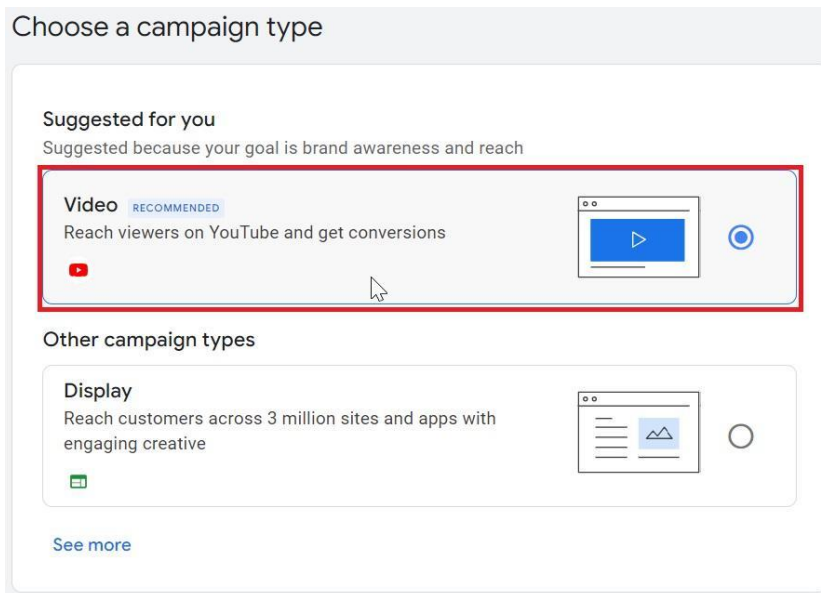 Choose a campaign type
Suggested for you
Suggested because your goal is brand awareness and reach
Video RECOMMENDED
Reach viewers on YouTube and get conversions
Other campaign types
Display
Reach customers across 3 million sites and apps with
engaging creative
See more